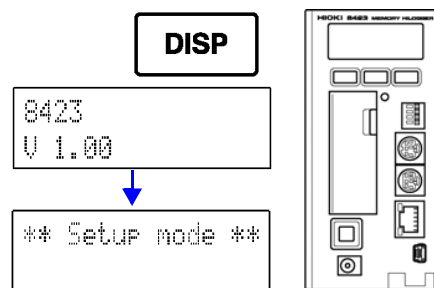 DISP
8423
V 1.00
** Setup mode **
HIOKI 8423 MEMORY HiLOGGER